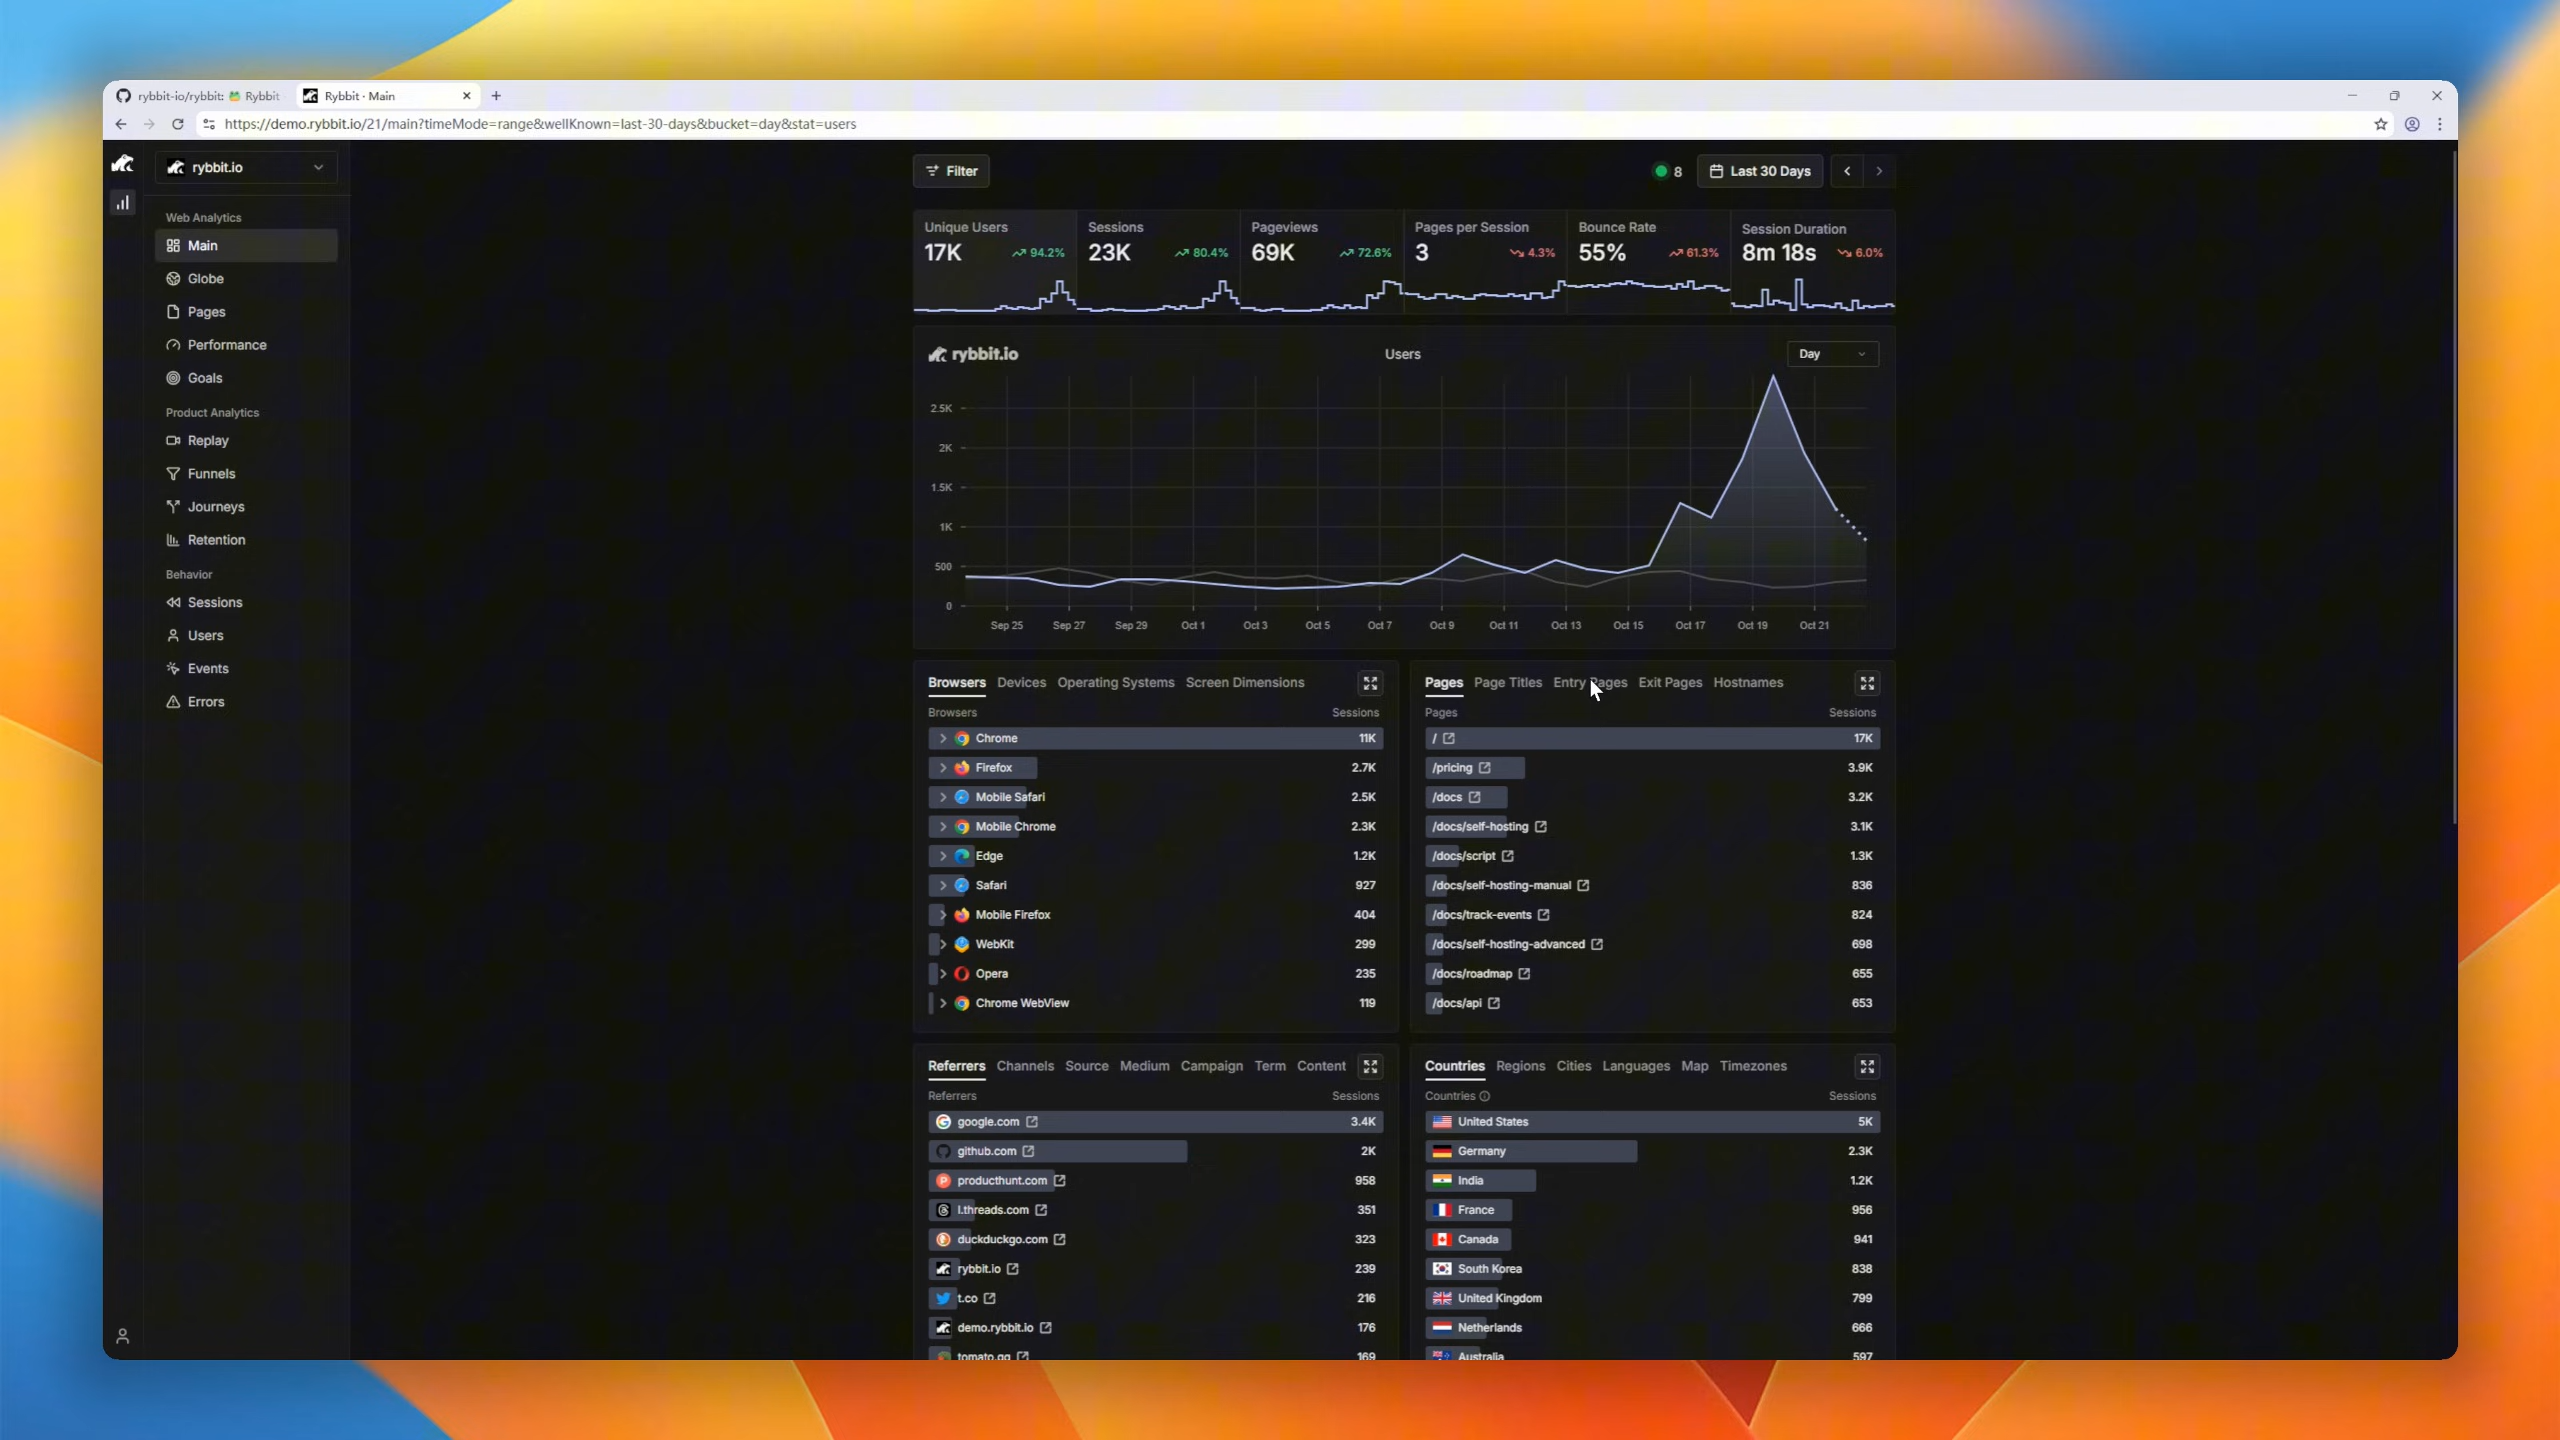 rybbit-io/rybbit: 🐸 Rybbit
Rybbit · Main
https://demo.rybbit.io/21/main?timeMode=range&wellKnown=last-30-days&bucket=day&stat=users
rybbit.io
Web Analytics
Main
Globe
Pages
Performance
Goals
Product Analytics
Replay
Funnels
Journeys
Retention
Behavior
Sessions
Users
Events
Errors
Filter
8
Last 30 Days
Unique Users
17K 94.2%
Sessions
23K 80.4%
Pageviews
69K 72.6%
Pages per Session
3 4.3%
Bounce Rate
55% 61.3%
Session Duration
8m 18s 6.0%
rybbit.io
Users
Day
2.5K
2K
1.5K
1K
500
0
Sep 25 Sep 27 Sep 29 Oct 1 Oct 3 Oct 5 Oct 7 Oct 9 Oct 11 Oct 13 Oct 15 Oct 17 Oct 19 Oct 21
Browsers Devices Operating Systems Screen Dimensions
Browsers Sessions
Chrome 11K
Firefox 2.7K
Mobile Safari 2.5K
Mobile Chrome 2.3K
Edge 1.2K
Safari 927
Mobile Firefox 404
WebKit 299
Opera 235
Chrome WebView 119
Pages Page Titles Entry Pages Exit Pages Hostnames
Pages Sessions
/ 17K
/pricing 3.9K
/docs 3.2K
/docs/self-hosting 3.1K
/docs/script 1.3K
/docs/self-hosting-manual 836
/docs/track-events 824
/docs/self-hosting-advanced 698
/docs/roadmap 655
/docs/api 653
Referrers Channels Source Medium Campaign Term Content
Referrers Sessions
google.com 3.4K
github.com 2K
producthunt.com 958
l.threads.com 351
duckduckgo.com 323
rybbit.io 239
t.co 216
demo.rybbit.io 176
tomato.gg 169
Countries Regions Cities Languages Map Timezones
Countries Sessions
United States 5K
Germany 2.3K
India 1.2K
France 956
Canada 941
South Korea 838
United Kingdom 799
Netherlands 666
Australia 597